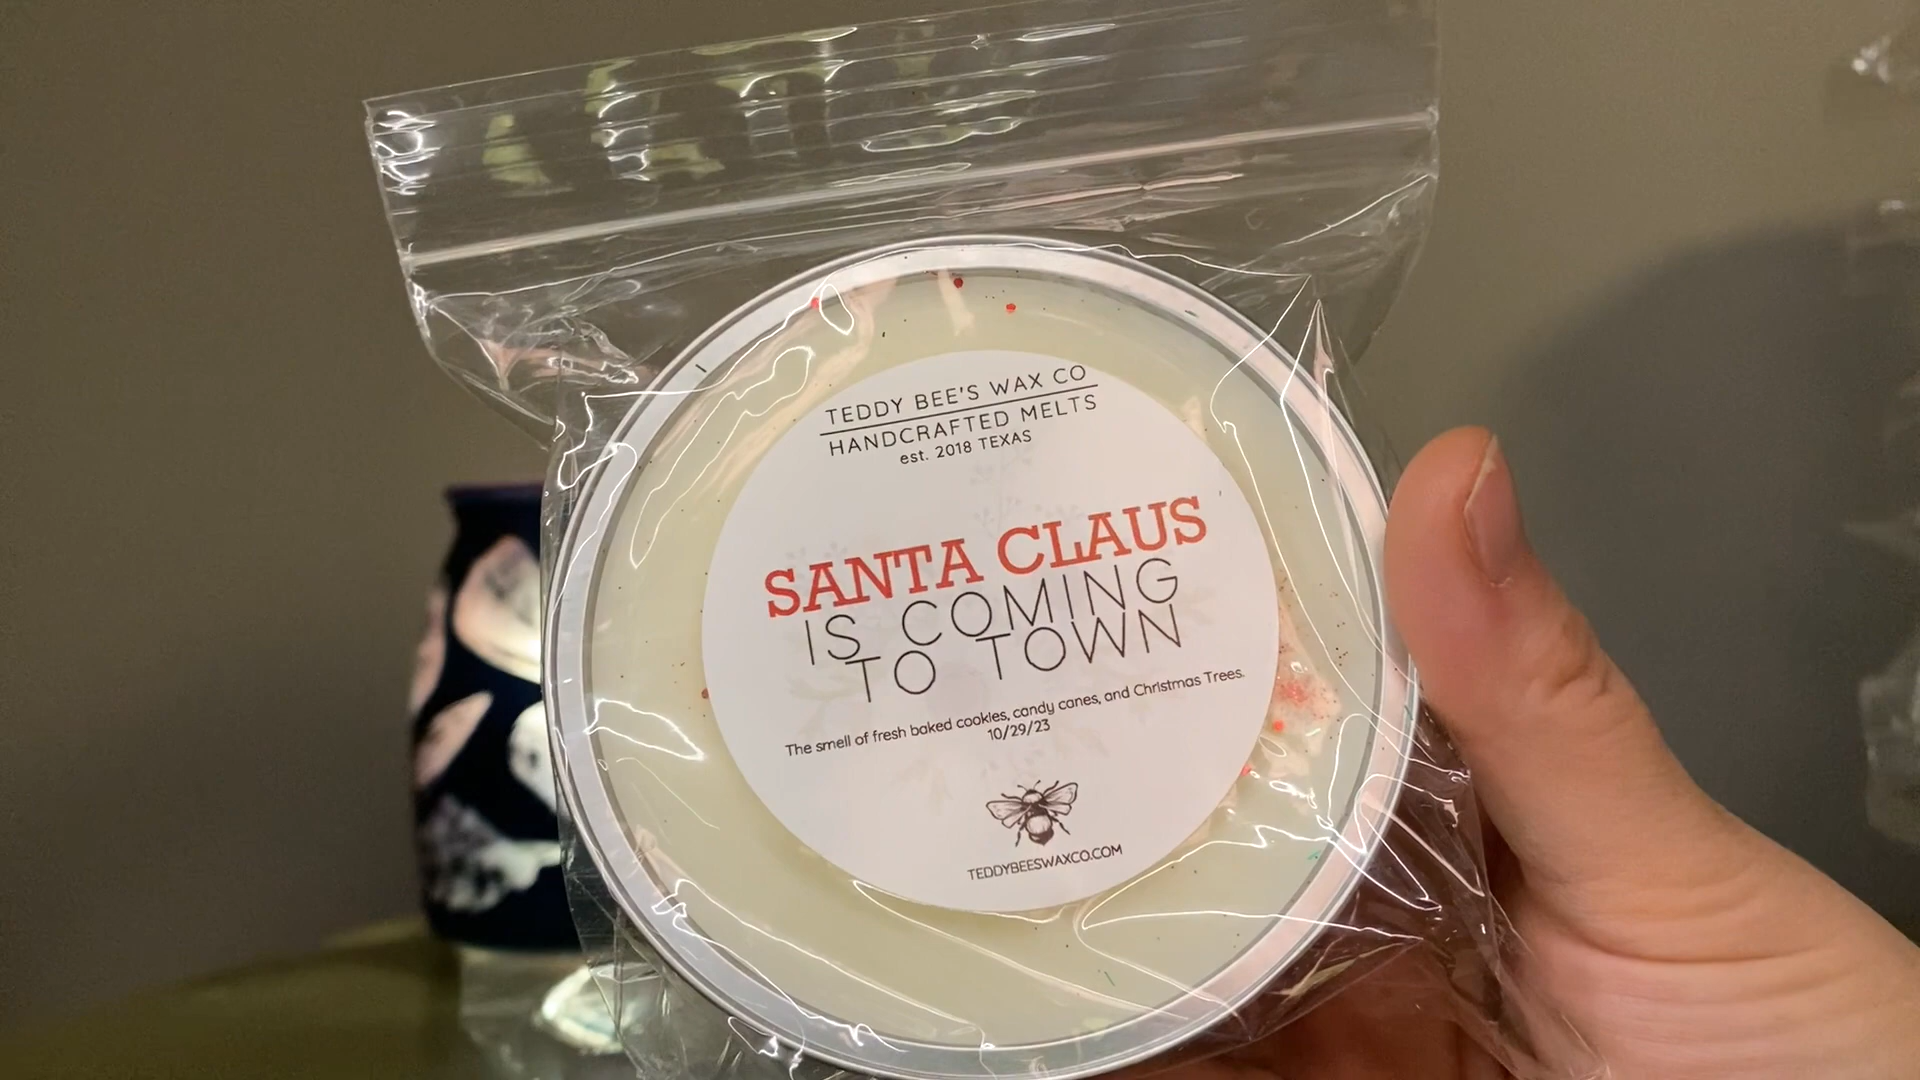 TEDDY BEE'S WAX CO
HANDCRAFTED MELTS
est. 2018 TEXAS
SANTA CLAUS
IS COMING
TO TOWN
The smell of fresh baked cookies, candy canes, and Christmas Trees.
10/29/23
TEDDYBEESWAXCO.COM